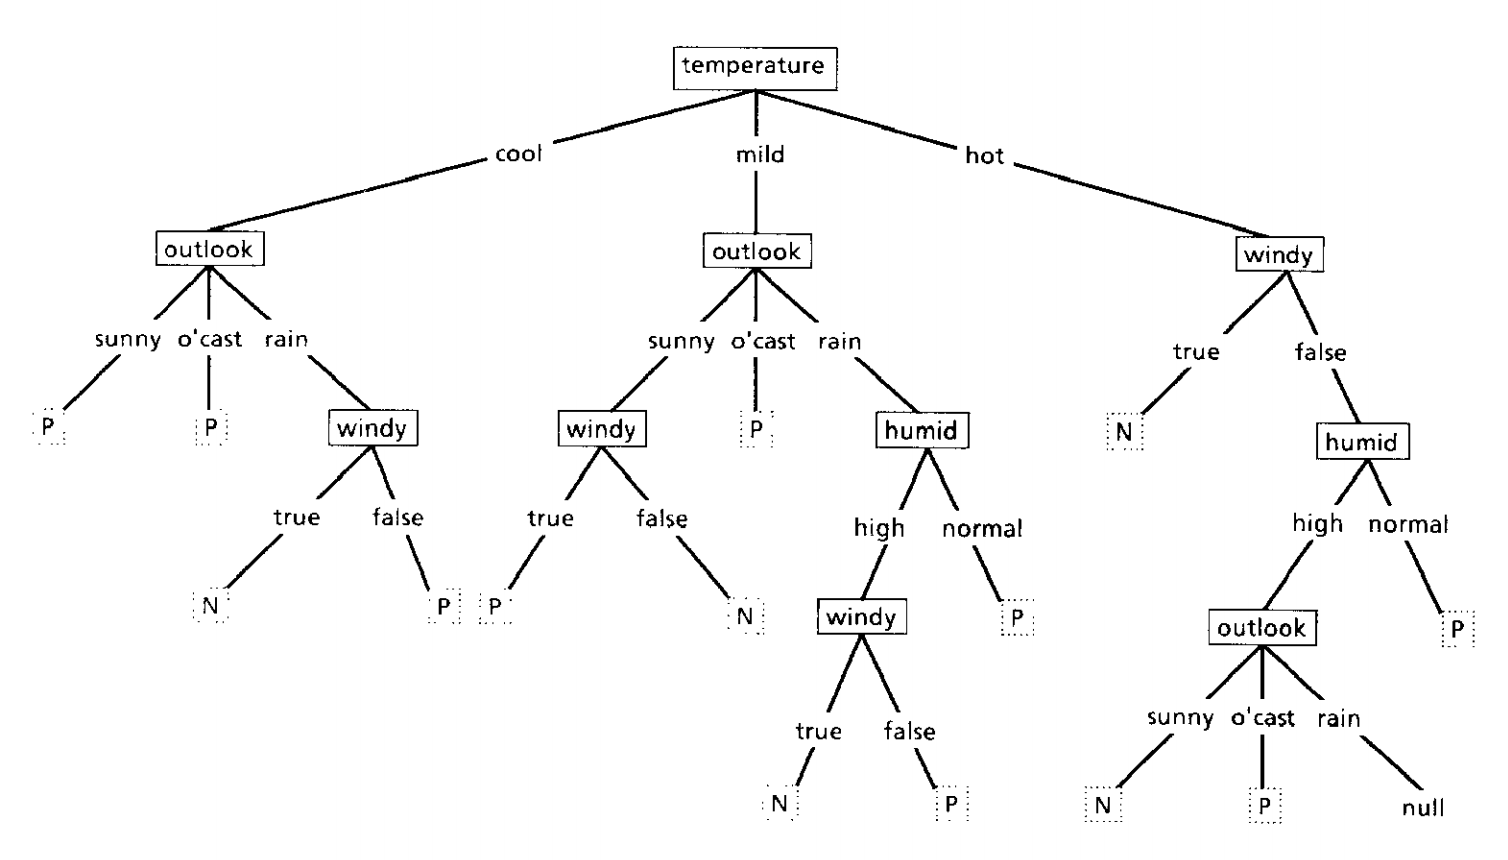 temperature
cool mild hot
outlook outlook windy
sunny o'cast rain sunny o'cast rain true false
P P windy windy P humid N humid
true false true false high normal high normal
N P P N windy P outlook P
true false sunny o'cast rain
N P N P null